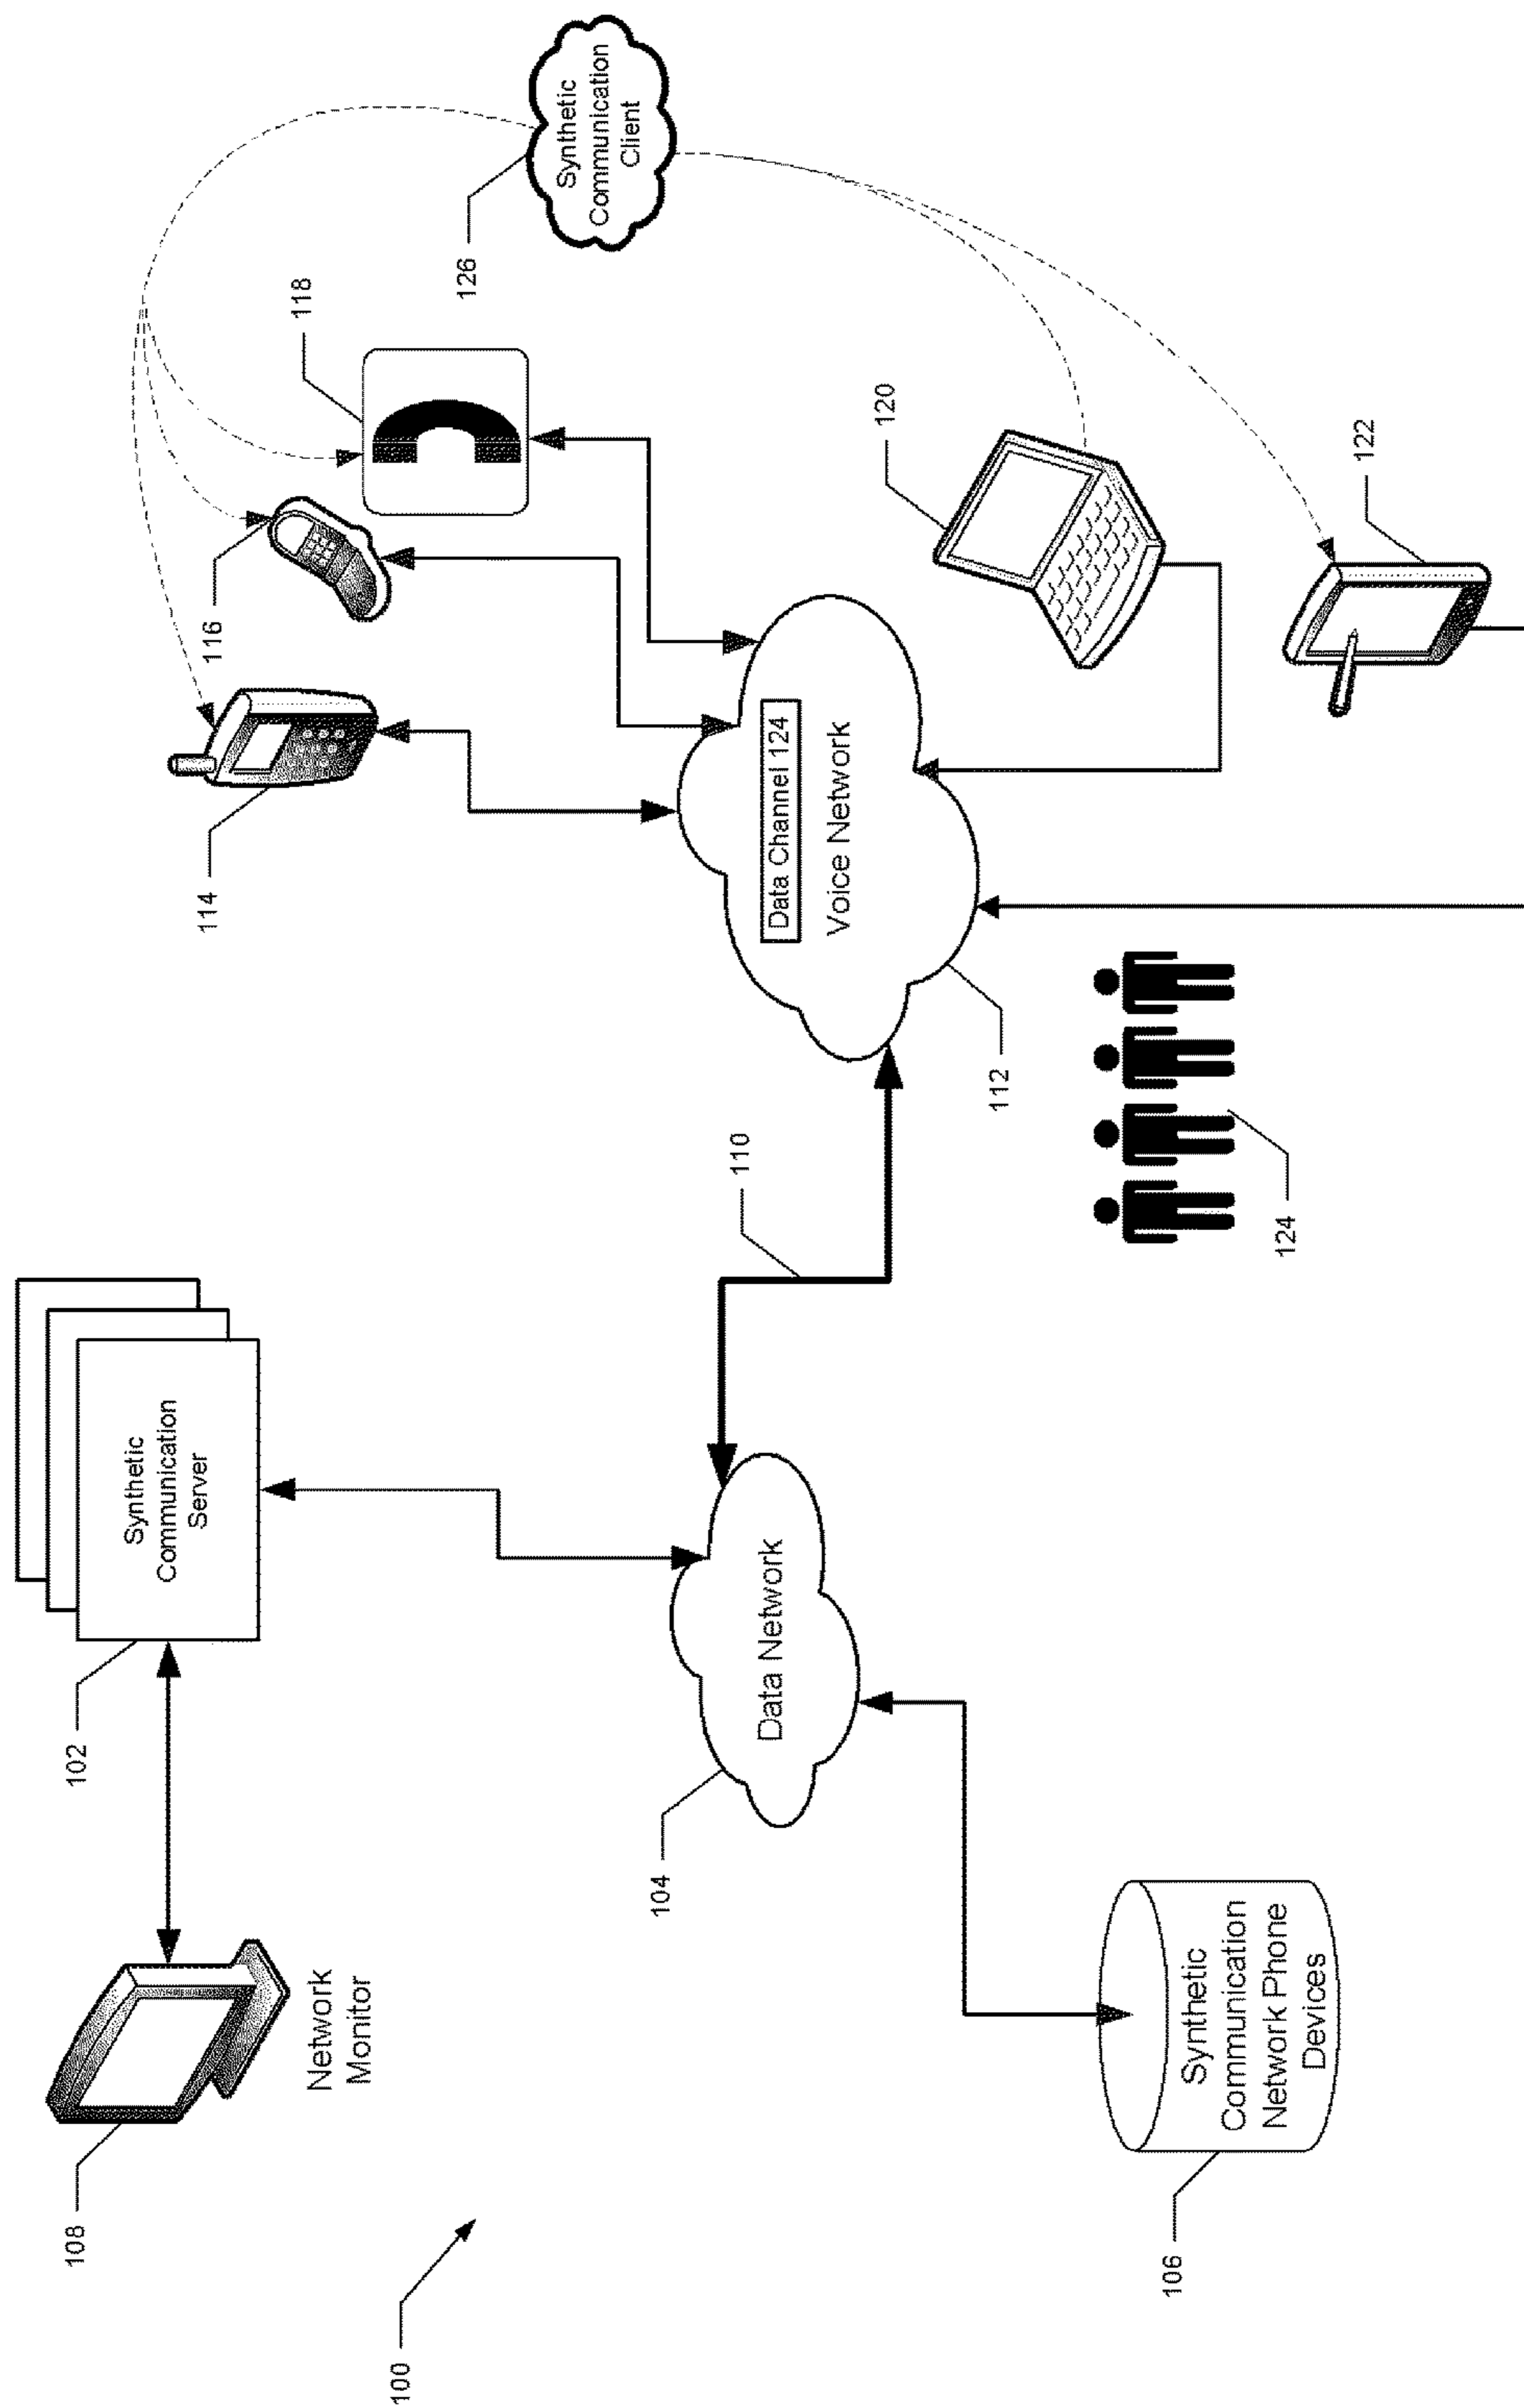 108
Network
Monitor
102
Synthetic
Communication
Server
114
116
118
126
Synthetic
Communication
Client
100
104
Data Network
110
Data Channel 124
Voice Network
112
120
106
Synthetic
Communication
Network Phone
Devices
124
122